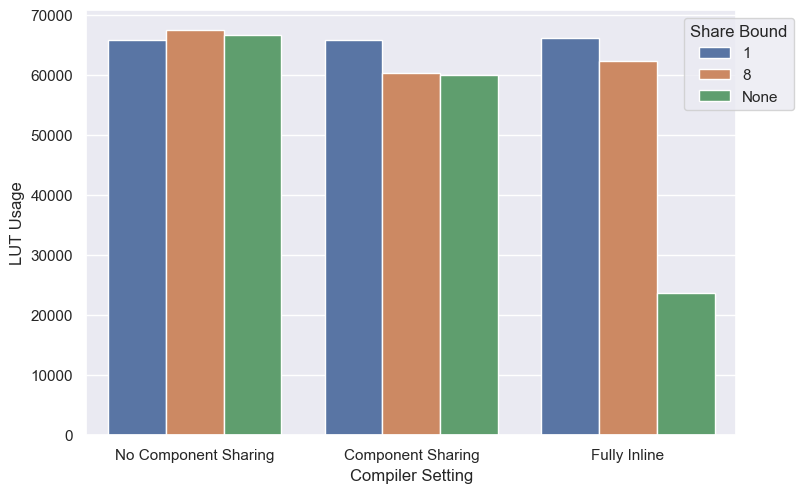 70000
60000
50000
40000
30000
20000
10000
0
LUT Usage
No Component Sharing
Component Sharing
Fully Inline
Compiler Setting
Share Bound
1
8
None